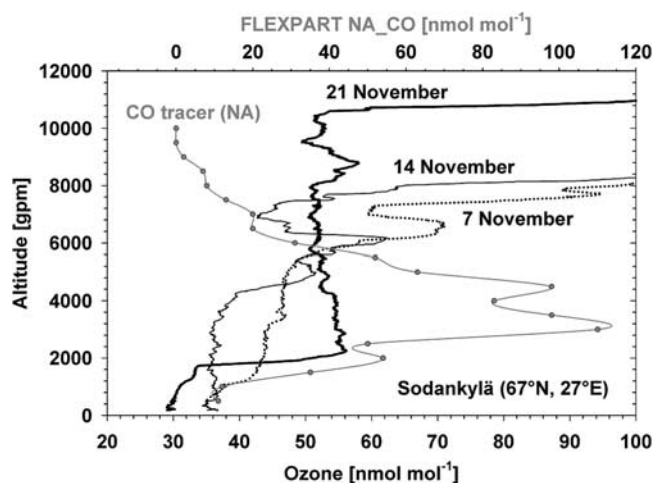 FLEXPART NA_CO [nmol mol⁻¹]
0 20 40 60 80 100 120
12000
10000
8000
6000
4000
2000
0
Altitude [gpm]
21 November
CO tracer (NA)
14 November
7 November
Sodankylä (67°N, 27°E)
20 30 40 50 60 70 80 90 100
Ozone [nmol mol⁻¹]